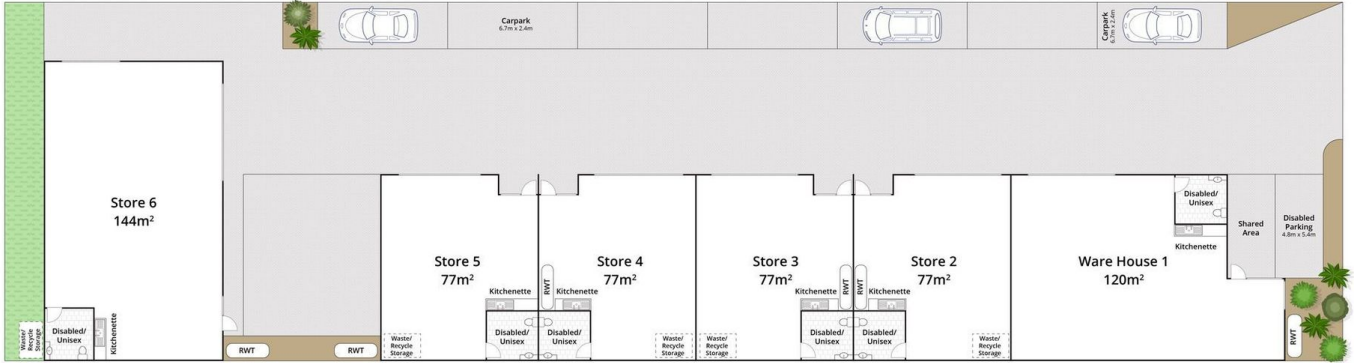 Carpark
6.7m x 2.4m
Carpark
6.7m x 2.4m
Store 6
144m²
Waste/
Recycle
Storage
Disabled/
Unisex
Kitchenette
RWT
RWT
Store 5
77m²
Kitchenette
Disabled/
Unisex
Waste/
Recycle
Storage
Store 4
77m²
RWT
Kitchenette
Disabled/
Unisex
Waste/
Recycle
Storage
Store 3
77m²
RWT
Kitchenette
Disabled/
Unisex
Waste/
Recycle
Storage
Store 2
77m²
RWT
Kitchenette
Disabled/
Unisex
Waste/
Recycle
Storage
Ware House 1
120m²
Disabled/
Unisex
Kitchenette
Shared
Area
Disabled
Parking
4.8m x 5.4m
RWT